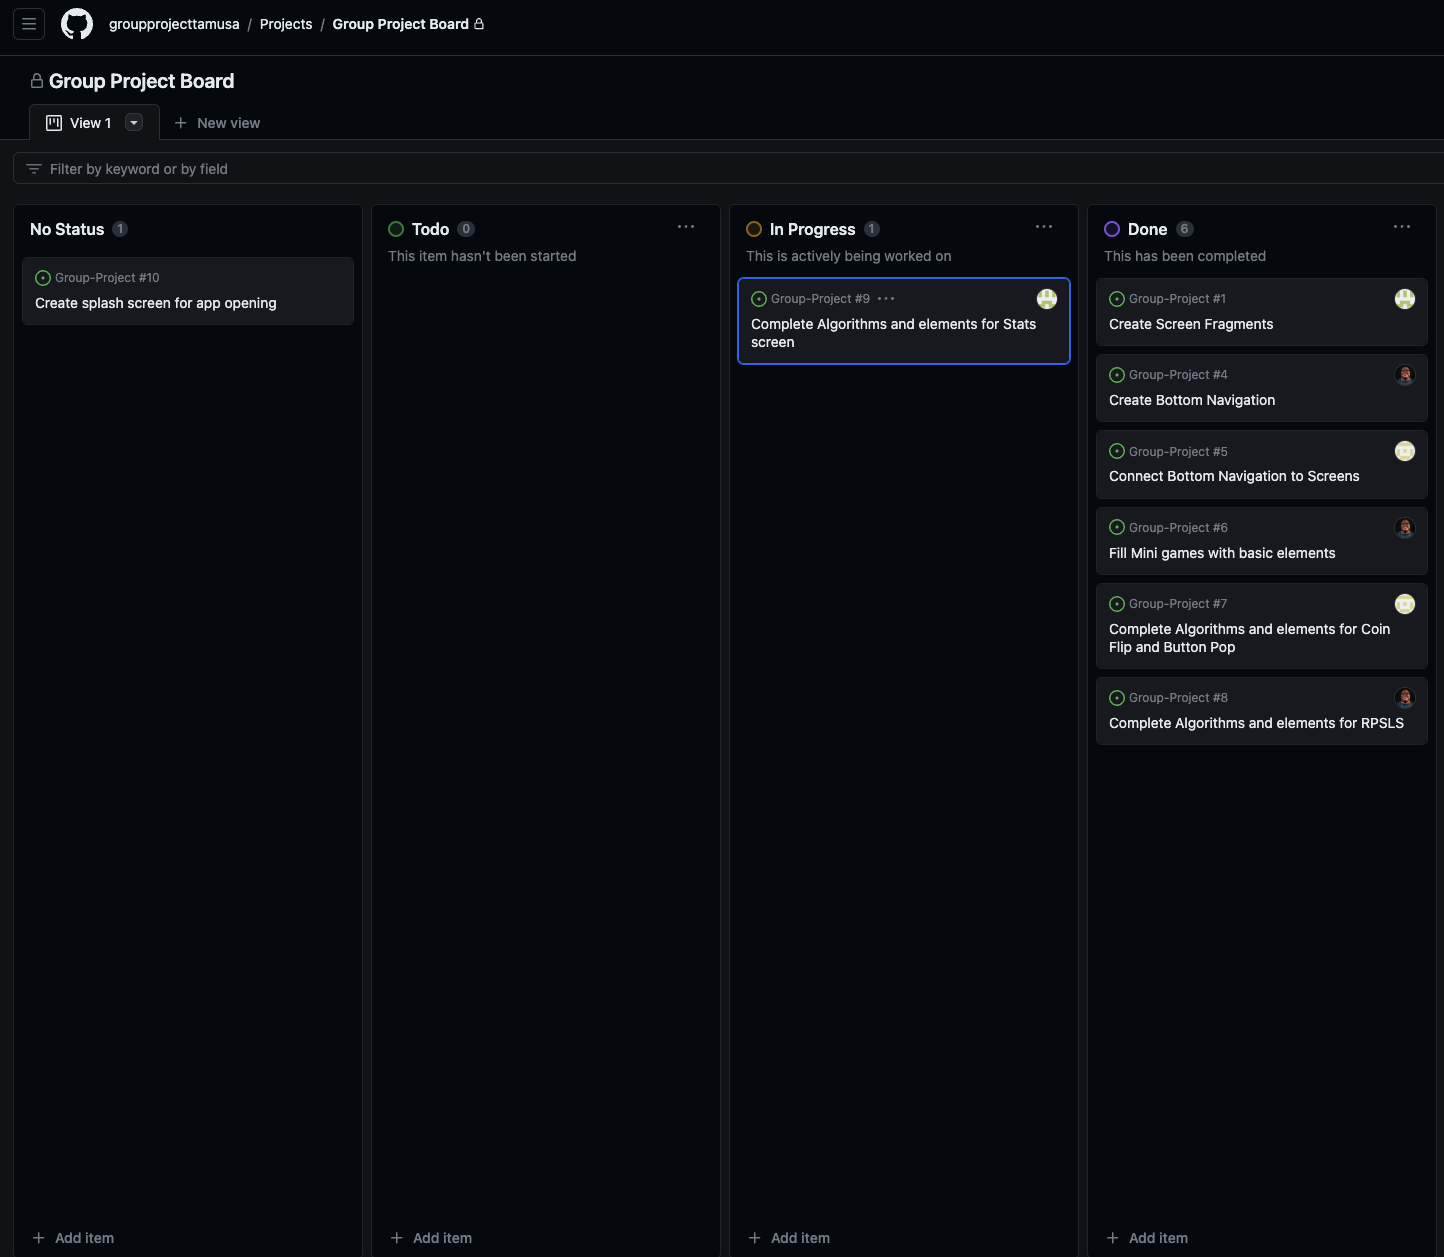 groupprojecttamusa / Projects / Group Project Board
Group Project Board
View 1
New view
Filter by keyword or by field
No Status 1
Group-Project #10
Create splash screen for app opening
Add item
Todo 0
This item hasn't been started
Add item
In Progress 1
This is actively being worked on
Group-Project #9
Complete Algorithms and elements for Stats
screen
Add item
Done 6
This has been completed
Group-Project #1
Create Screen Fragments
Group-Project #4
Create Bottom Navigation
Group-Project #5
Connect Bottom Navigation to Screens
Group-Project #6
Fill Mini games with basic elements
Group-Project #7
Complete Algorithms and elements for Coin
Flip and Button Pop
Group-Project #8
Complete Algorithms and elements for RPSLS
Add item